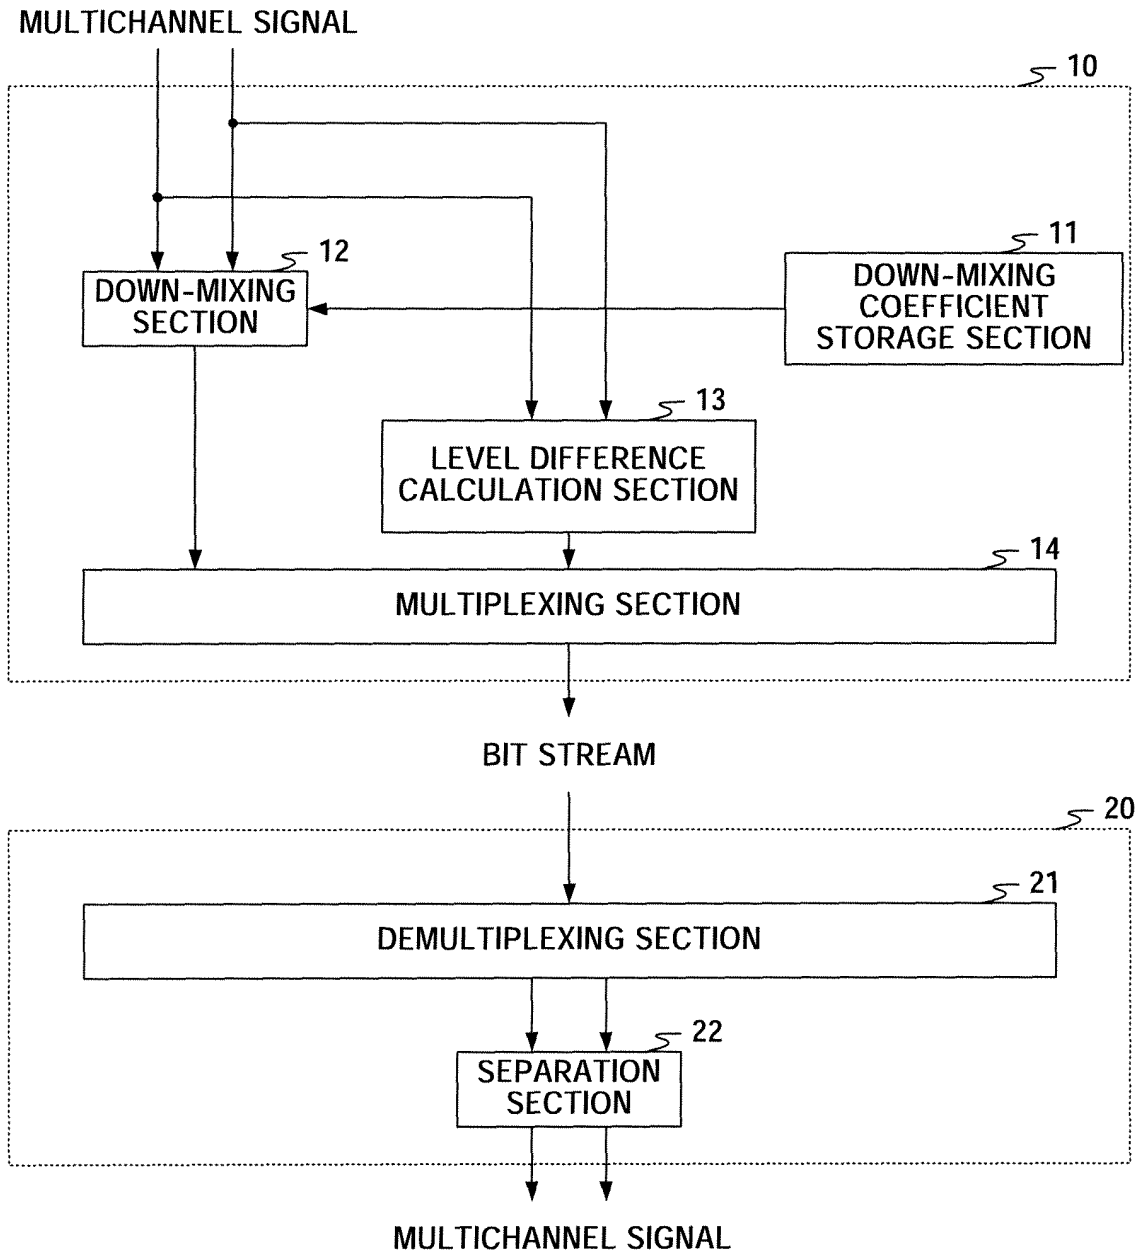 MULTICHANNEL SIGNAL
10
12
11
DOWN-MIXING
SECTION
DOWN-MIXING
COEFFICIENT
STORAGE SECTION
13
LEVEL DIFFERENCE
CALCULATION SECTION
14
MULTIPLEXING SECTION
BIT STREAM
20
21
DEMULTIPLEXING SECTION
22
SEPARATION
SECTION
MULTICHANNEL SIGNAL